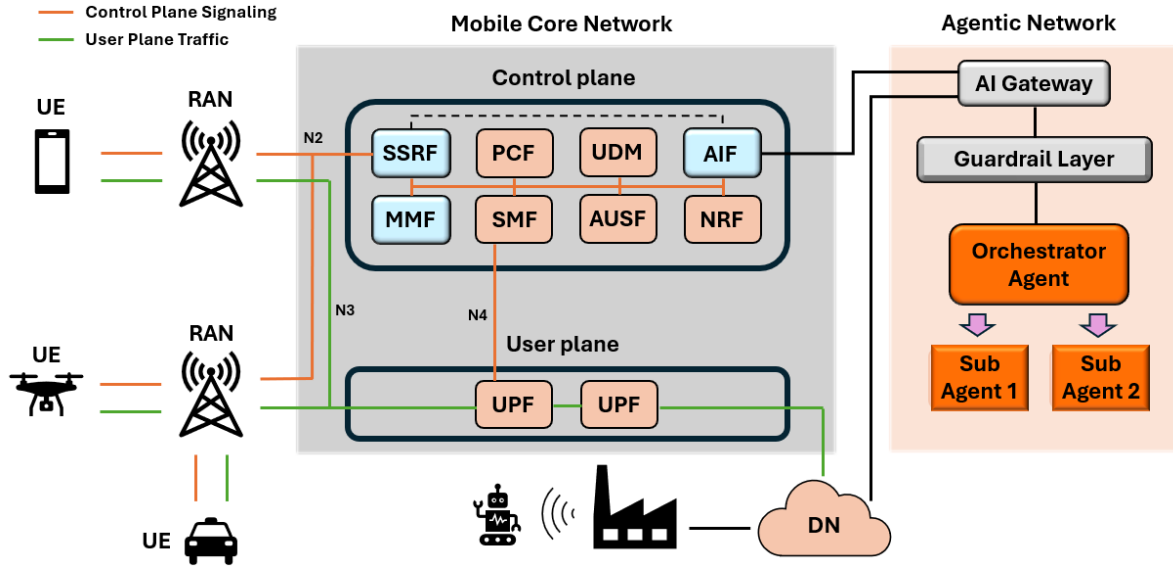 Control Plane Signaling
User Plane Traffic
Mobile Core Network
Agentic Network
Control plane
AI Gateway
UE
RAN
N2
SSRF
PCF
UDM
AIF
Guardrail Layer
MMF
SMF
AUSF
NRF
Orchestrator
Agent
N3
N4
RAN
User plane
UE
Sub
Agent 1
Sub
Agent 2
UPF
UPF
DN
UE